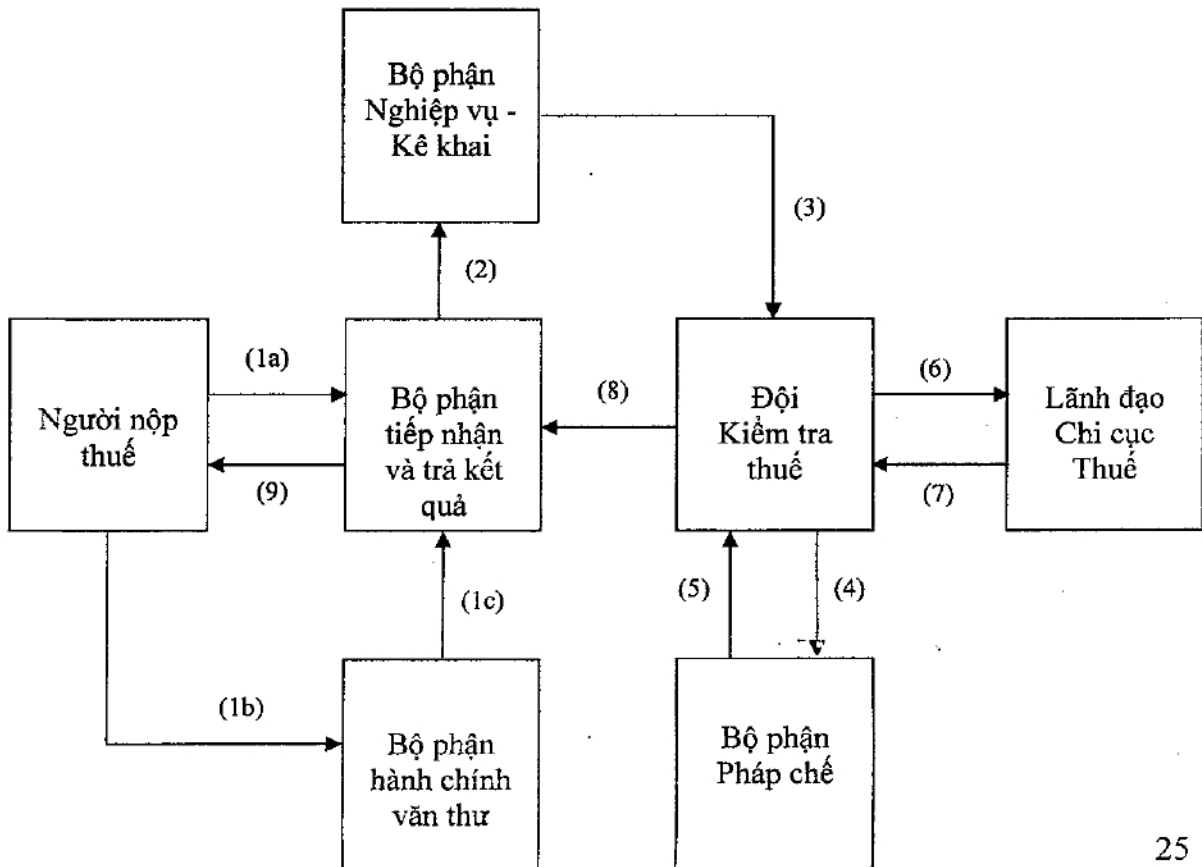 Bộ phận
Nghiệp vụ -
Kê khai
(3)
(2)
(1a)
(6)
(8)
Người nộp
thuế
Bộ phận
tiếp nhận
và trả kết
quả
Đội
Kiểm tra
thuế
Lãnh đạo
Chi cục
Thuế
(9)
(7)
(1c)
(5)
(4)
(1b)
Bộ phận
hành chính
văn thư
Bộ phận
Pháp chế
25